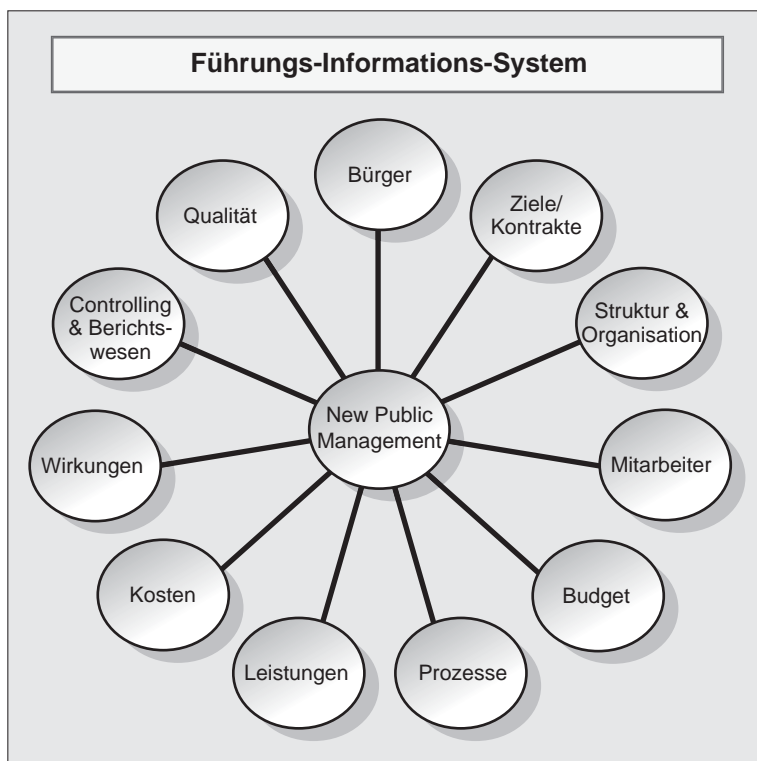 Führungs-Informations-System
Bürger
Ziele/
Kontrakte
Struktur &
Organisation
Mitarbeiter
Budget
Prozesse
Leistungen
Kosten
Wirkungen
Controlling
& Berichts-
wesen
Qualität
New Public
Management